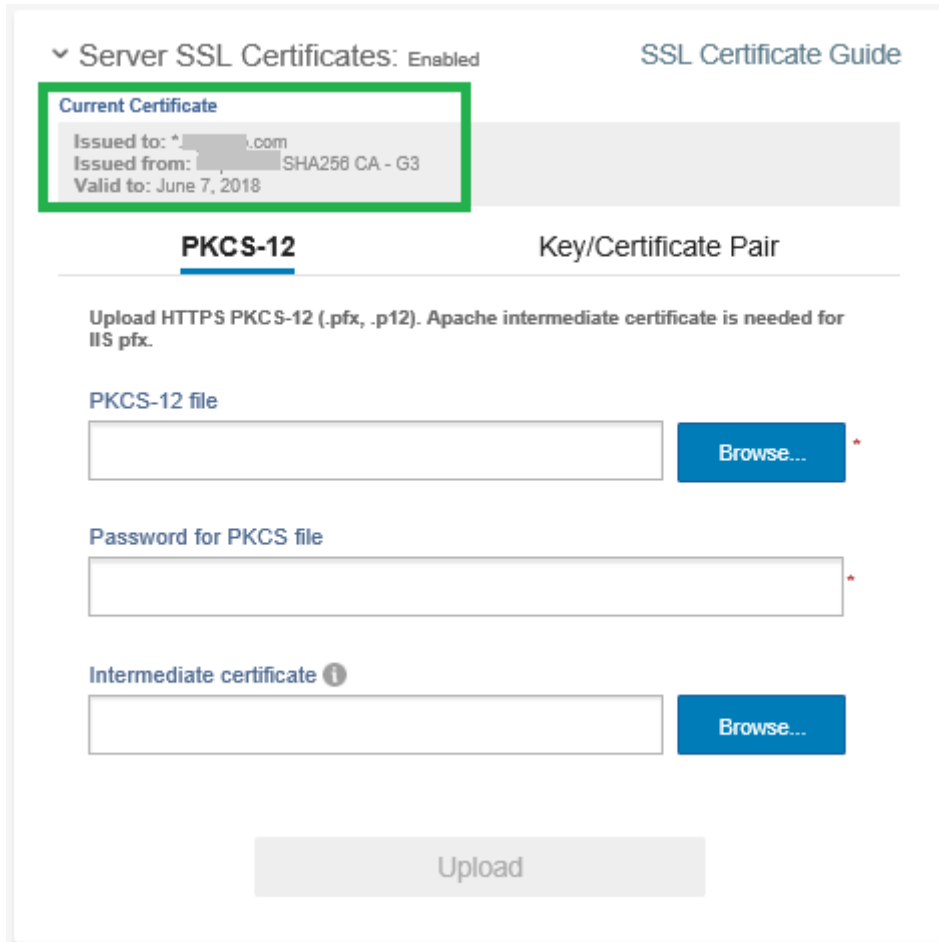 Server SSL Certificates: Enabled
SSL Certificate Guide
Current Certificate
Issued to: *. .com
Issued from: SHA256 CA - G3
Valid to: June 7, 2018
PKCS-12
Key/Certificate Pair
Upload HTTPS PKCS-12 (.pfx, .p12). Apache intermediate certificate is needed for
IIS pfx.
PKCS-12 file
Browse... *
Password for PKCS file
*
Intermediate certificate i
Browse...
Upload